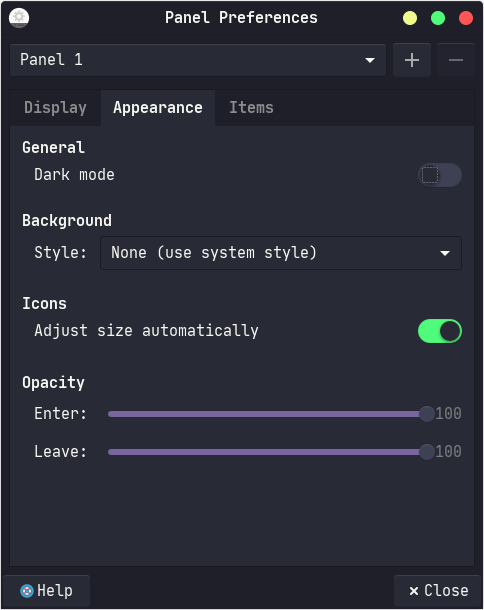 Panel Preferences
Panel 1
Display Appearance Items
General
Dark mode
Background
Style: None (use system style)
Icons
Adjust size automatically
Opacity
Enter: 100
Leave: 100
Help Close